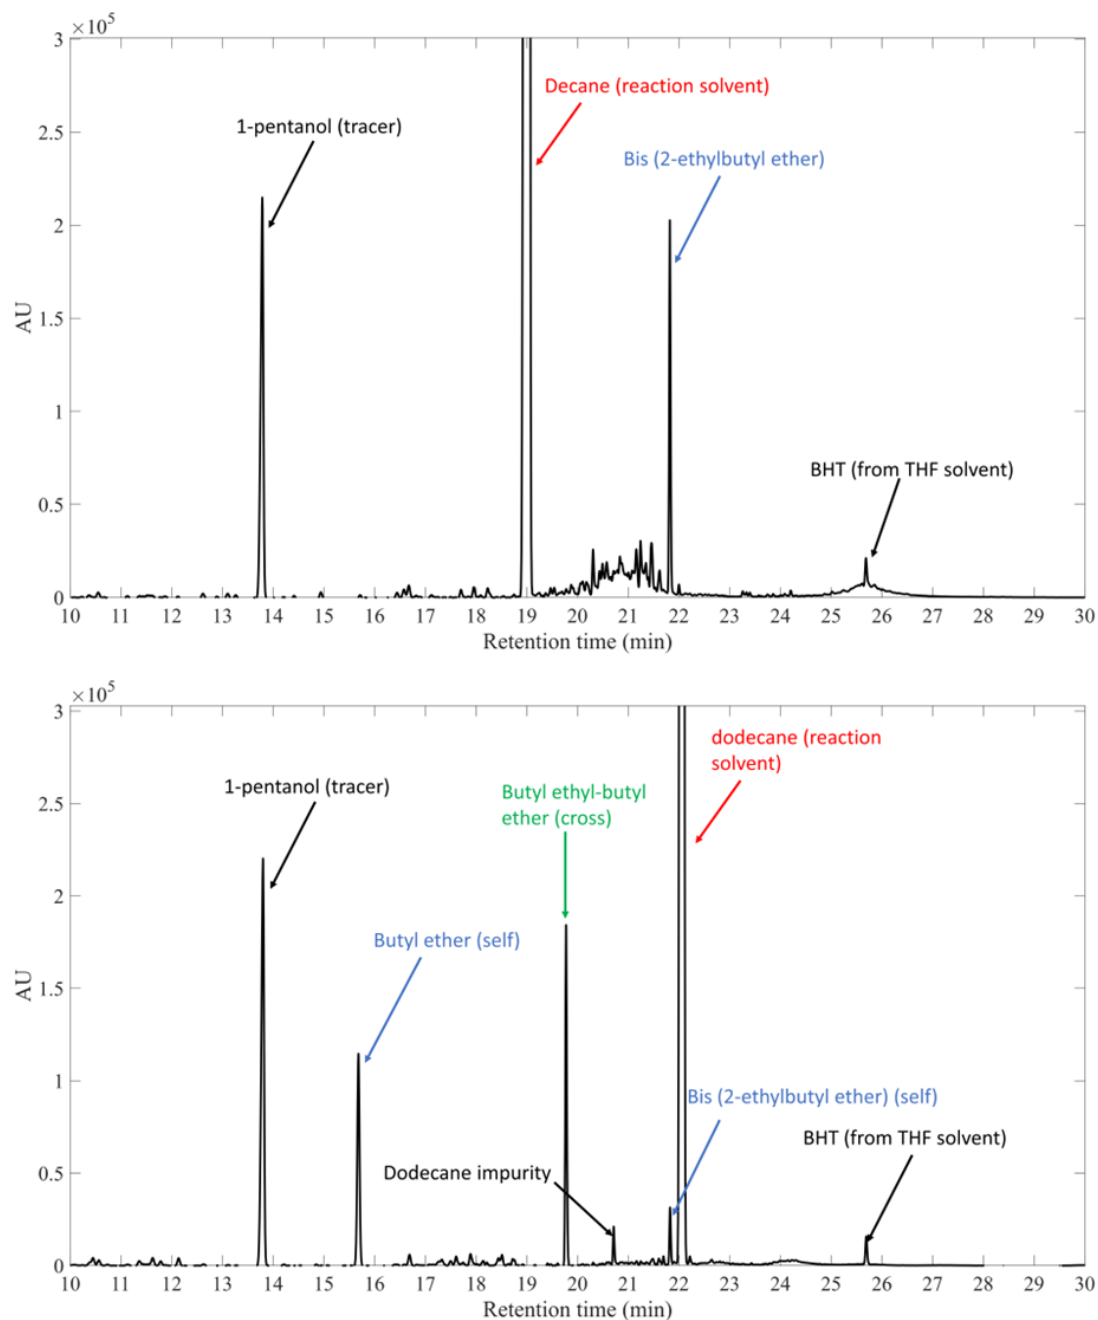 ×10⁵
3
Decane (reaction solvent)
1-pentanol (tracer)
2.5
Bis (2-ethylbutyl ether)
2
AU
1.5
1
BHT (from THF solvent)
0.5
0
10 11 12 13 14 15 16 17 18 19 20 21 22 23 24 25 26 27 28 29 30
Retention time (min)
×10⁵
3
dodecane (reaction
solvent)
1-pentanol (tracer)
Butyl ethyl-butyl
ether (cross)
2.5
2
Butyl ether (self)
AU
1.5
1
Bis (2-ethylbutyl ether) (self)
BHT (from THF solvent)
Dodecane impurity
0.5
0
10 11 12 13 14 15 16 17 18 19 20 21 22 23 24 25 26 27 28 29 30
Retention time (min)